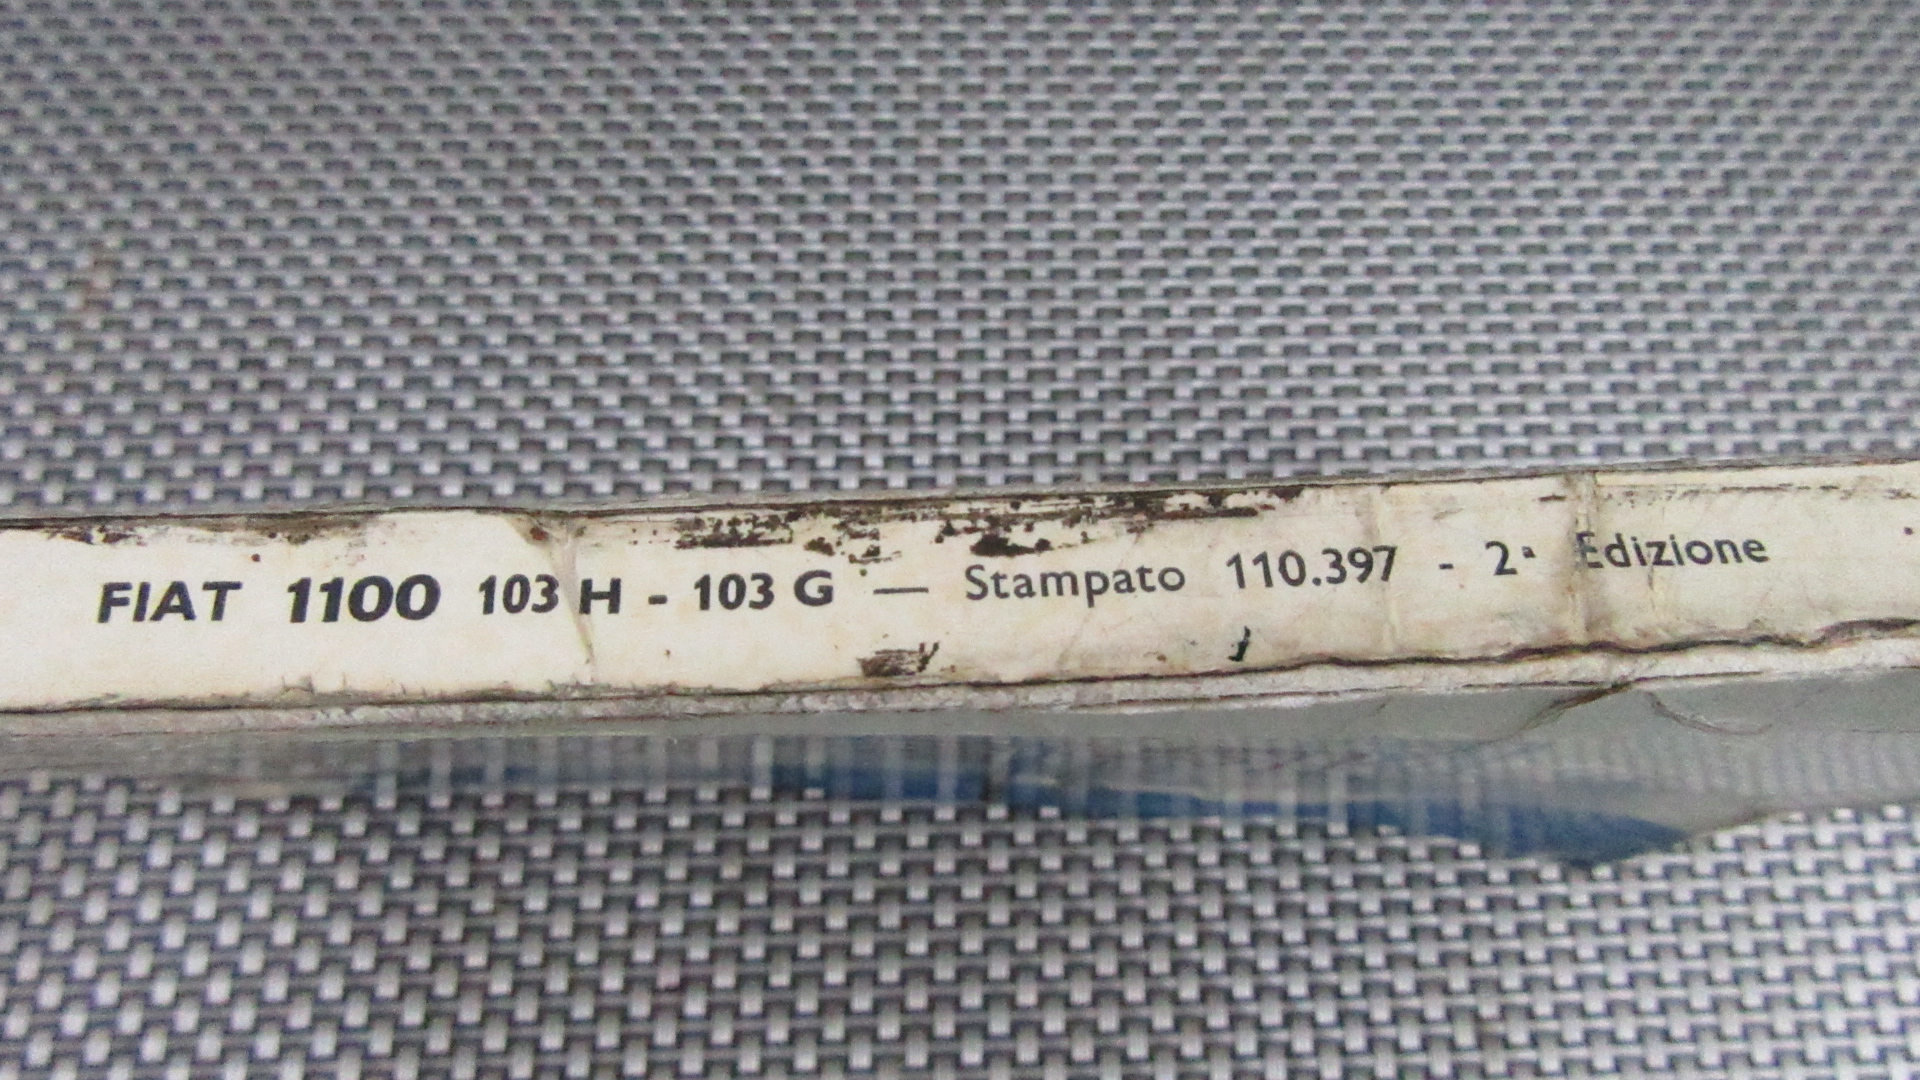 FIAT 1100 103 H - 103 G — Stampato 110.397 - 2ª Edizione